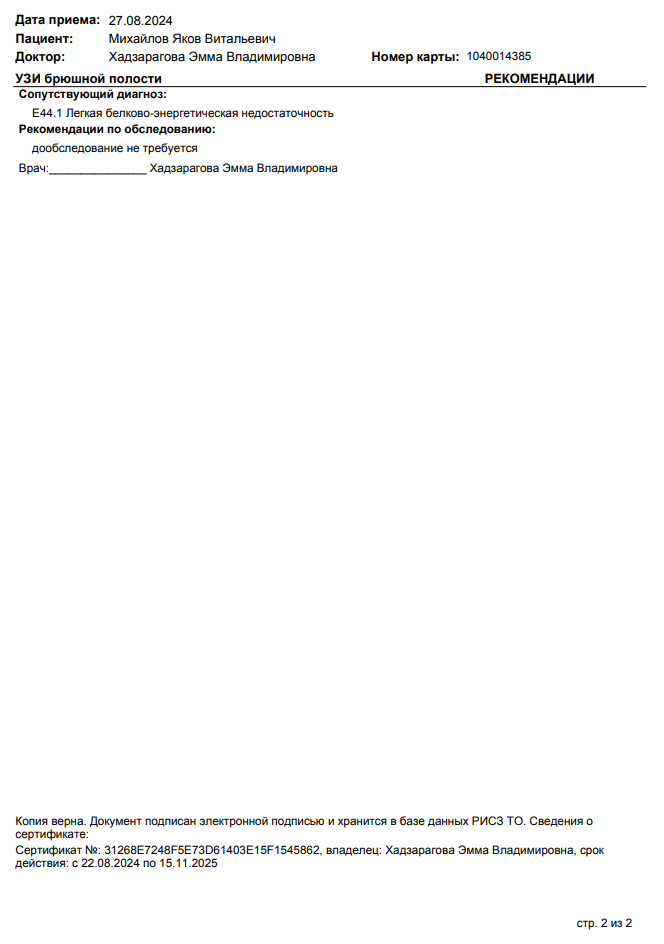 Дата приема: 27.08.2024
Пациент: Михайлов Яков Витальевич
Доктор: Хадзарагова Эмма Владимировна Номер карты: 1040014385
УЗИ брюшной полости РЕКОМЕНДАЦИИ
Сопутствующий диагноз:
E44.1 Легкая белково-энергетическая недостаточность
Рекомендации по обследованию:
дообследование не требуется
Врач:_______________ Хадзарагова Эмма Владимировна
Копия верна. Документ подписан электронной подписью и хранится в базе данных РИСЗ ТО. Сведения о
сертификате:
Сертификат №: 31268E7248F5E73D61403E15F1545862, владелец: Хадзарагова Эмма Владимировна, срок
действия: с 22.08.2024 по 15.11.2025
стр. 2 из 2